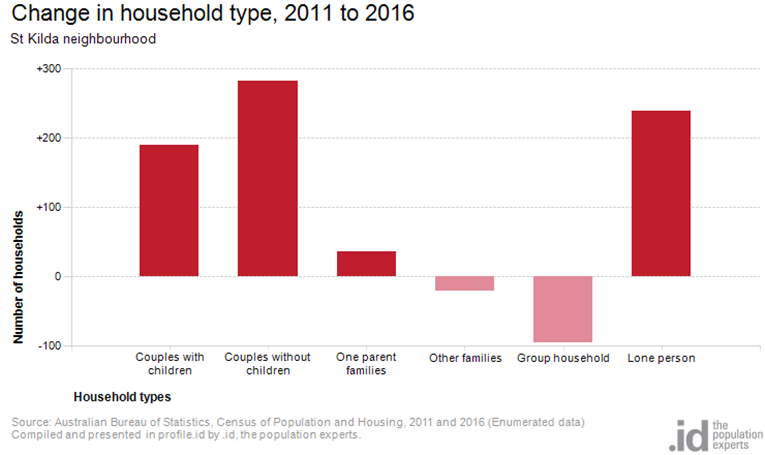 Change in household type, 2011 to 2016
St Kilda neighbourhood
+300
+200
+100
0
-100
Number of households
Couples with
children
Couples without
children
One parent
families
Other families
Group household
Lone person
Household types
Source: Australian Bureau of Statistics, Census of Population and Housing, 2011 and 2016 (Enumerated data)
Compiled and presented in profile.id by .id, the population experts.
.id the
population
experts